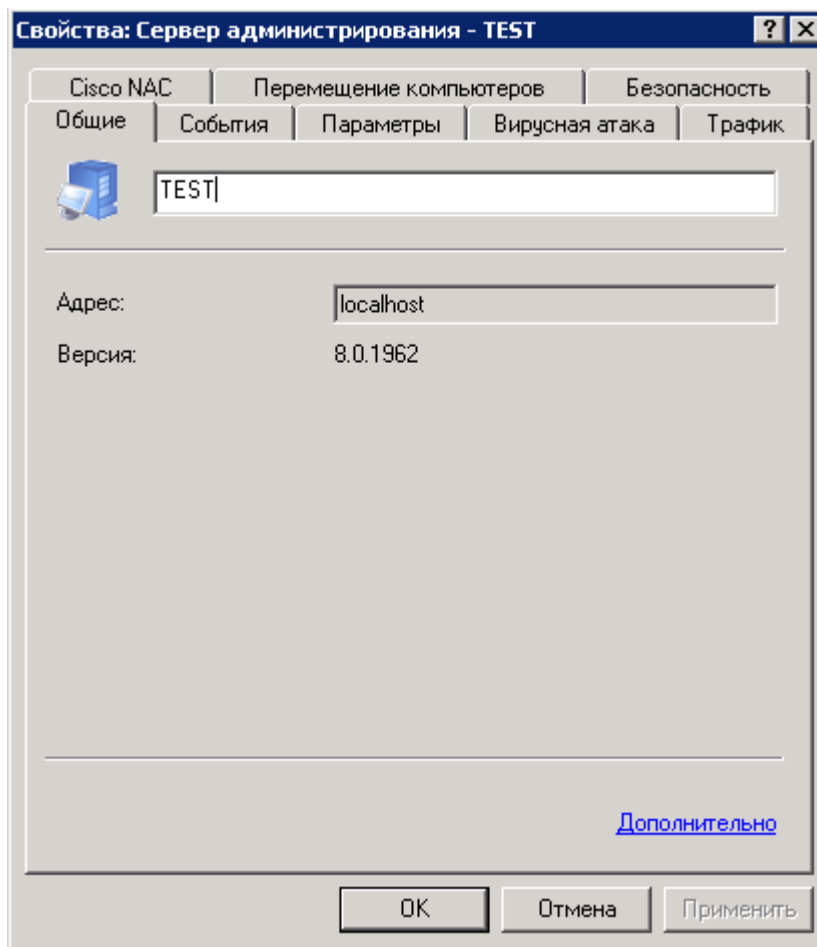 Свойства: Сервер администрирования - TEST
Cisco NAC Перемещение компьютеров Безопасность
Общие События Параметры Вирусная атака Трафик
TEST
Адрес: localhost
Версия: 8.0.1962
Дополнительно
OK Отмена Применить